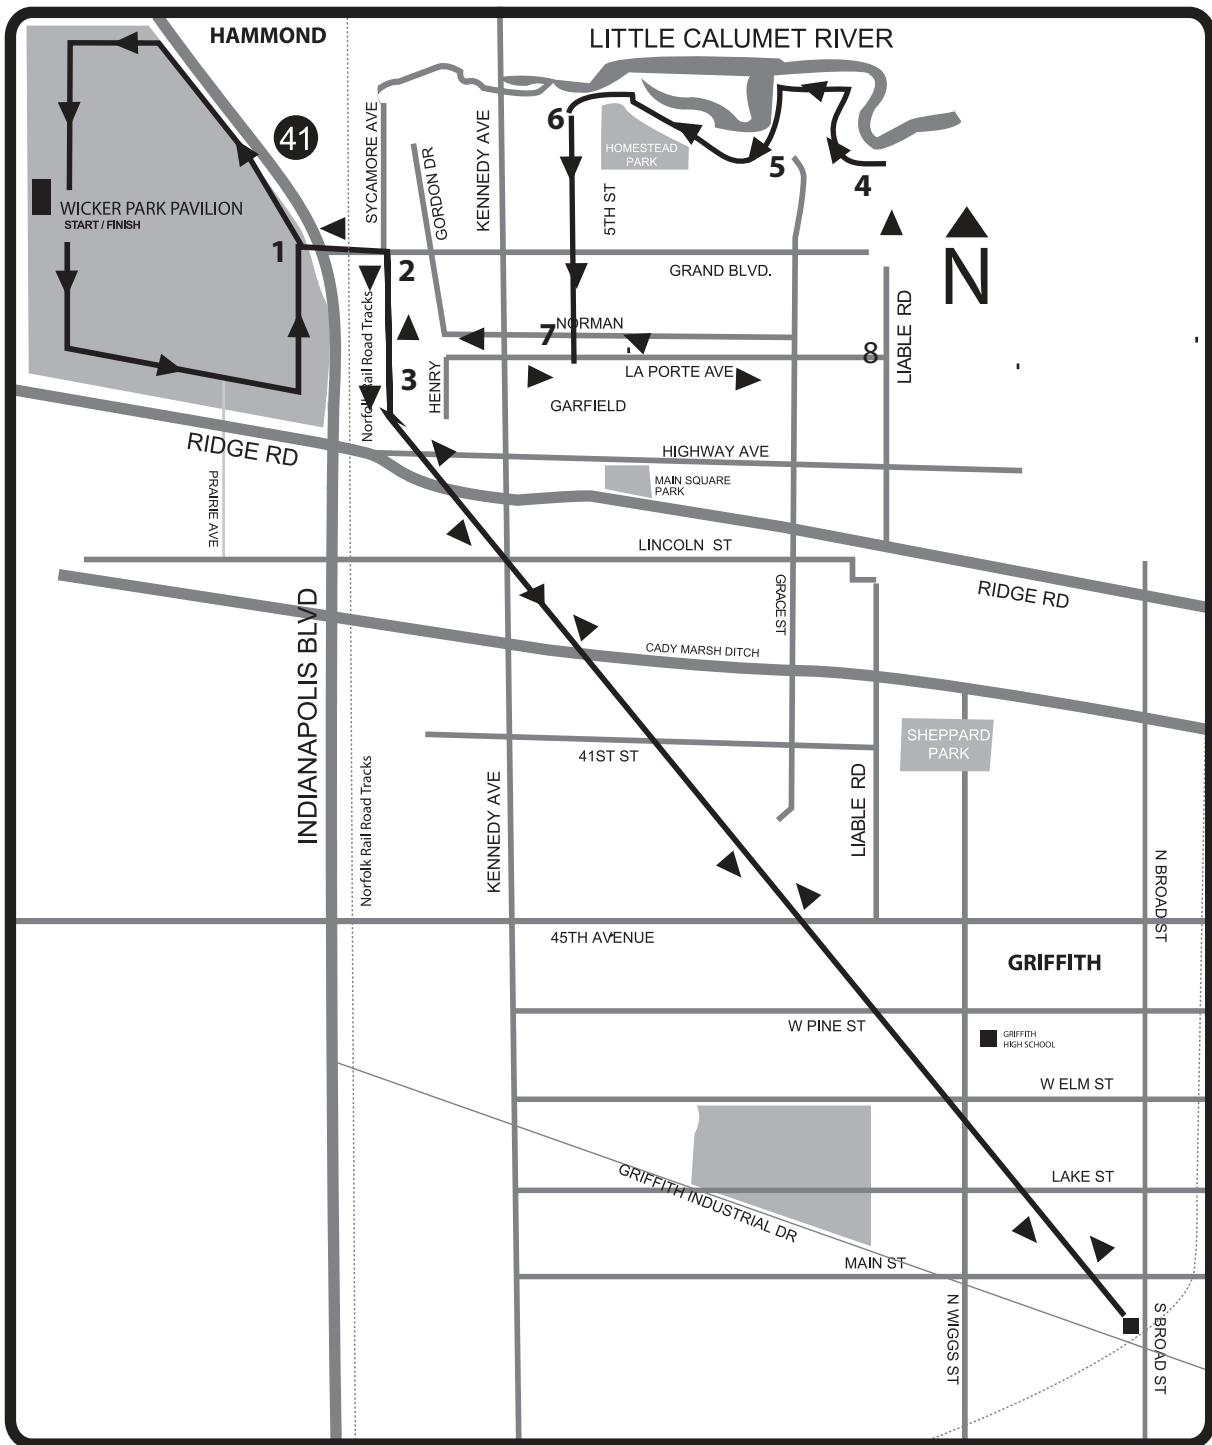 HAMMOND
LITTLE CALUMET RIVER
41
SYCAMORE AVE
GORDON DR
KENNEDY AVE
6
HOMESTEAD
PARK
5
4
5TH ST
WICKER PARK PAVILION
START / FINISH
1
2
GRAND BLVD.
N
LIABLE RD
Norfolk Rail Road Tracks
7
NORMAN
8
3
HENRY
LA PORTE AVE
GARFIELD
RIDGE RD
HIGHWAY AVE
PRAIRIE AVE
MAIN SQUARE
PARK
LINCOLN ST
GRACE ST
RIDGE RD
INDIANAPOLIS BLVD
CADY MARSH DITCH
SHEPPARD
PARK
41ST ST
Norfolk Rail Road Tracks
KENNEDY AVE
LIABLE RD
N BROAD ST
45TH AVENUE
GRIFFITH
W PINE ST
GRIFFITH
HIGH SCHOOL
W ELM ST
GRIFFITH INDUSTRIAL DR
LAKE ST
MAIN ST
N WIGGS ST
S BROAD ST